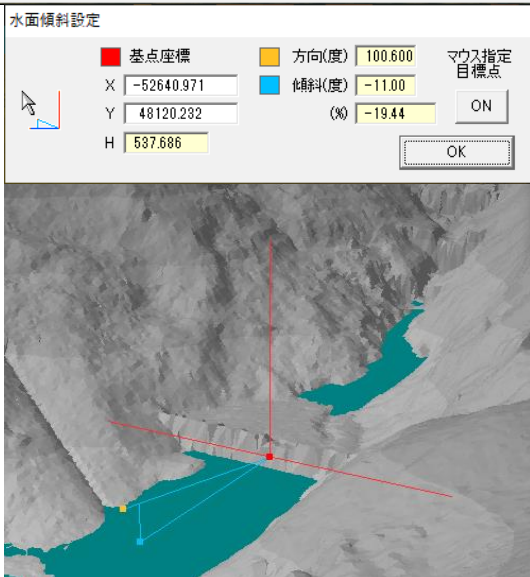 水面傾斜設定
基点座標
X -52640.971
Y 48120.232
H 537.686
方向(度) 100.600
傾斜(度) -11.00
(%) -19.44
マウス指定
目標点
ON
OK